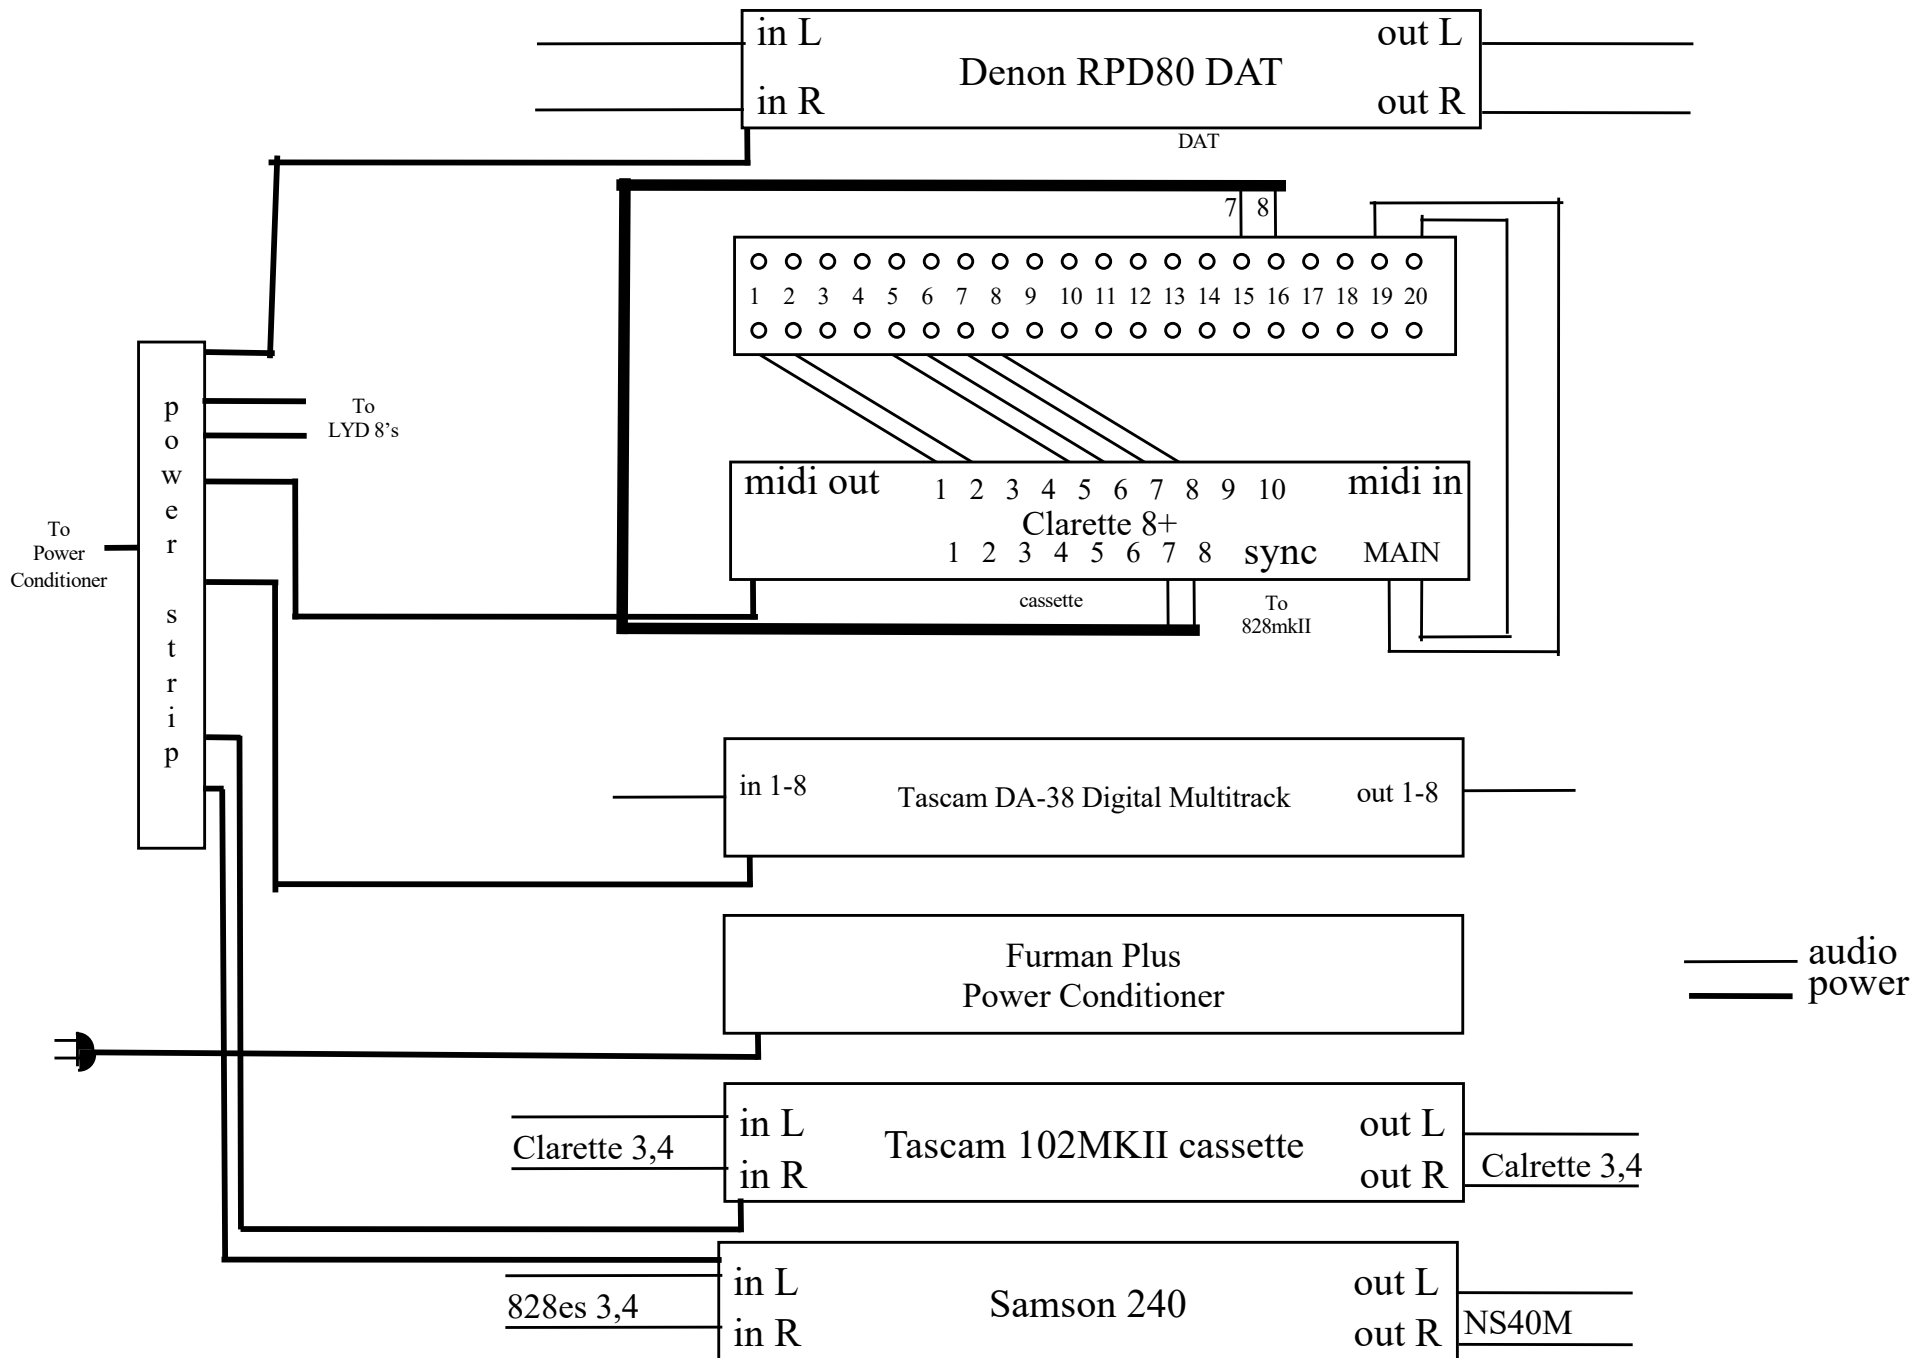 in L
out L
Denon RPD80 DAT
in R
out R
DAT
7 8
1 2 3 4 5 6 7 8 9 10 11 12 13 14 15 16 17 18 19 20
power strip
To
LYD 8's
To
Power
Conditioner
midi out 1 2 3 4 5 6 7 8 9 10 midi in
Clarette 8+
1 2 3 4 5 6 7 8 sync MAIN
cassette
To
828mkII
in 1-8 Tascam DA-38 Digital Multitrack out 1-8
Furman Plus
Power Conditioner
audio
power
in L
out L
Clarette 3,4
Tascam 102MKII cassette
Calrette 3,4
in R
out R
in L
out L
828es 3,4
Samson 240
NS40M
in R
out R